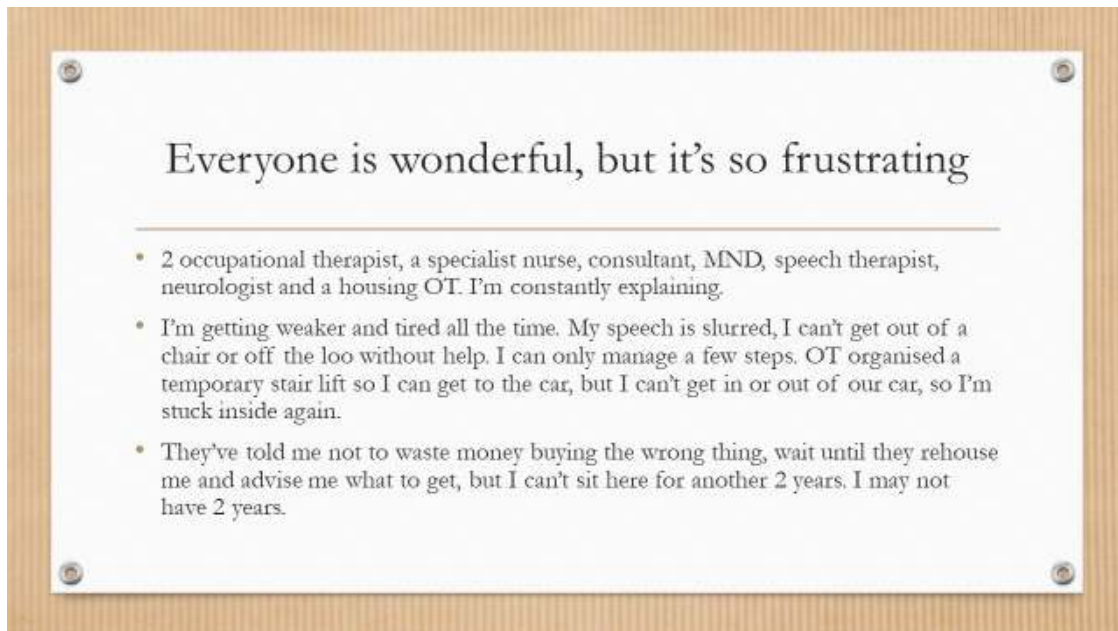 Everyone is wonderful, but it's so frustrating
• 2 occupational therapist, a specialist nurse, consultant, MND, speech therapist,
neurologist and a housing OT. I'm constantly explaining.
• I'm getting weaker and tired all the time. My speech is slurred, I can't get out of a
chair or off the loo without help. I can only manage a few steps. OT organised a
temporary stair lift so I can get to the car, but I can't get in or out of our car, so I'm
stuck inside again.
• They've told me not to waste money buying the wrong thing, wait until they rehouse
me and advise me what to get, but I can't sit here for another 2 years. I may not
have 2 years.